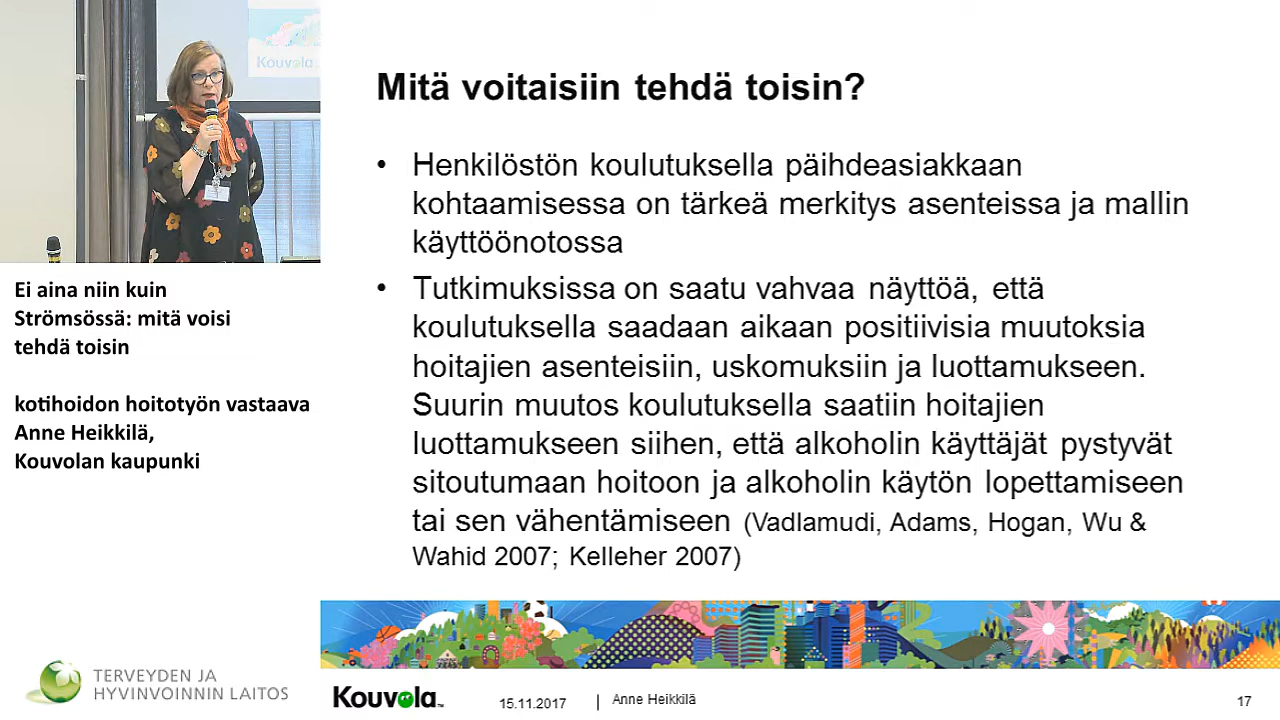 Kouvola
Ei aina niin kuin
Strömsössä: mitä voisi
tehdä toisin
kotihoidon hoitotyön vastaava
Anne Heikkilä,
Kouvolan kaupunki
TERVEYDEN JA
HYVINVOINNIN LAITOS
Mitä voitaisiin tehdä toisin?
• Henkilöstön koulutuksella päihdeasiakkaan
kohtaamisessa on tärkeä merkitys asenteissa ja mallin
käyttöönotossa
• Tutkimuksissa on saatu vahvaa näyttöä, että
koulutuksella saadaan aikaan positiivisia muutoksia
hoitajien asenteisiin, uskomuksiin ja luottamukseen.
Suurin muutos koulutuksella saatiin hoitajien
luottamukseen siihen, että alkoholin käyttäjät pystyvät
sitoutumaan hoitoon ja alkoholin käytön lopettamiseen
tai sen vähentämiseen (Vadlamudi, Adams, Hogan, Wu &
Wahid 2007; Kelleher 2007)
Kouvola™ 15.11.2017 | Anne Heikkilä 17